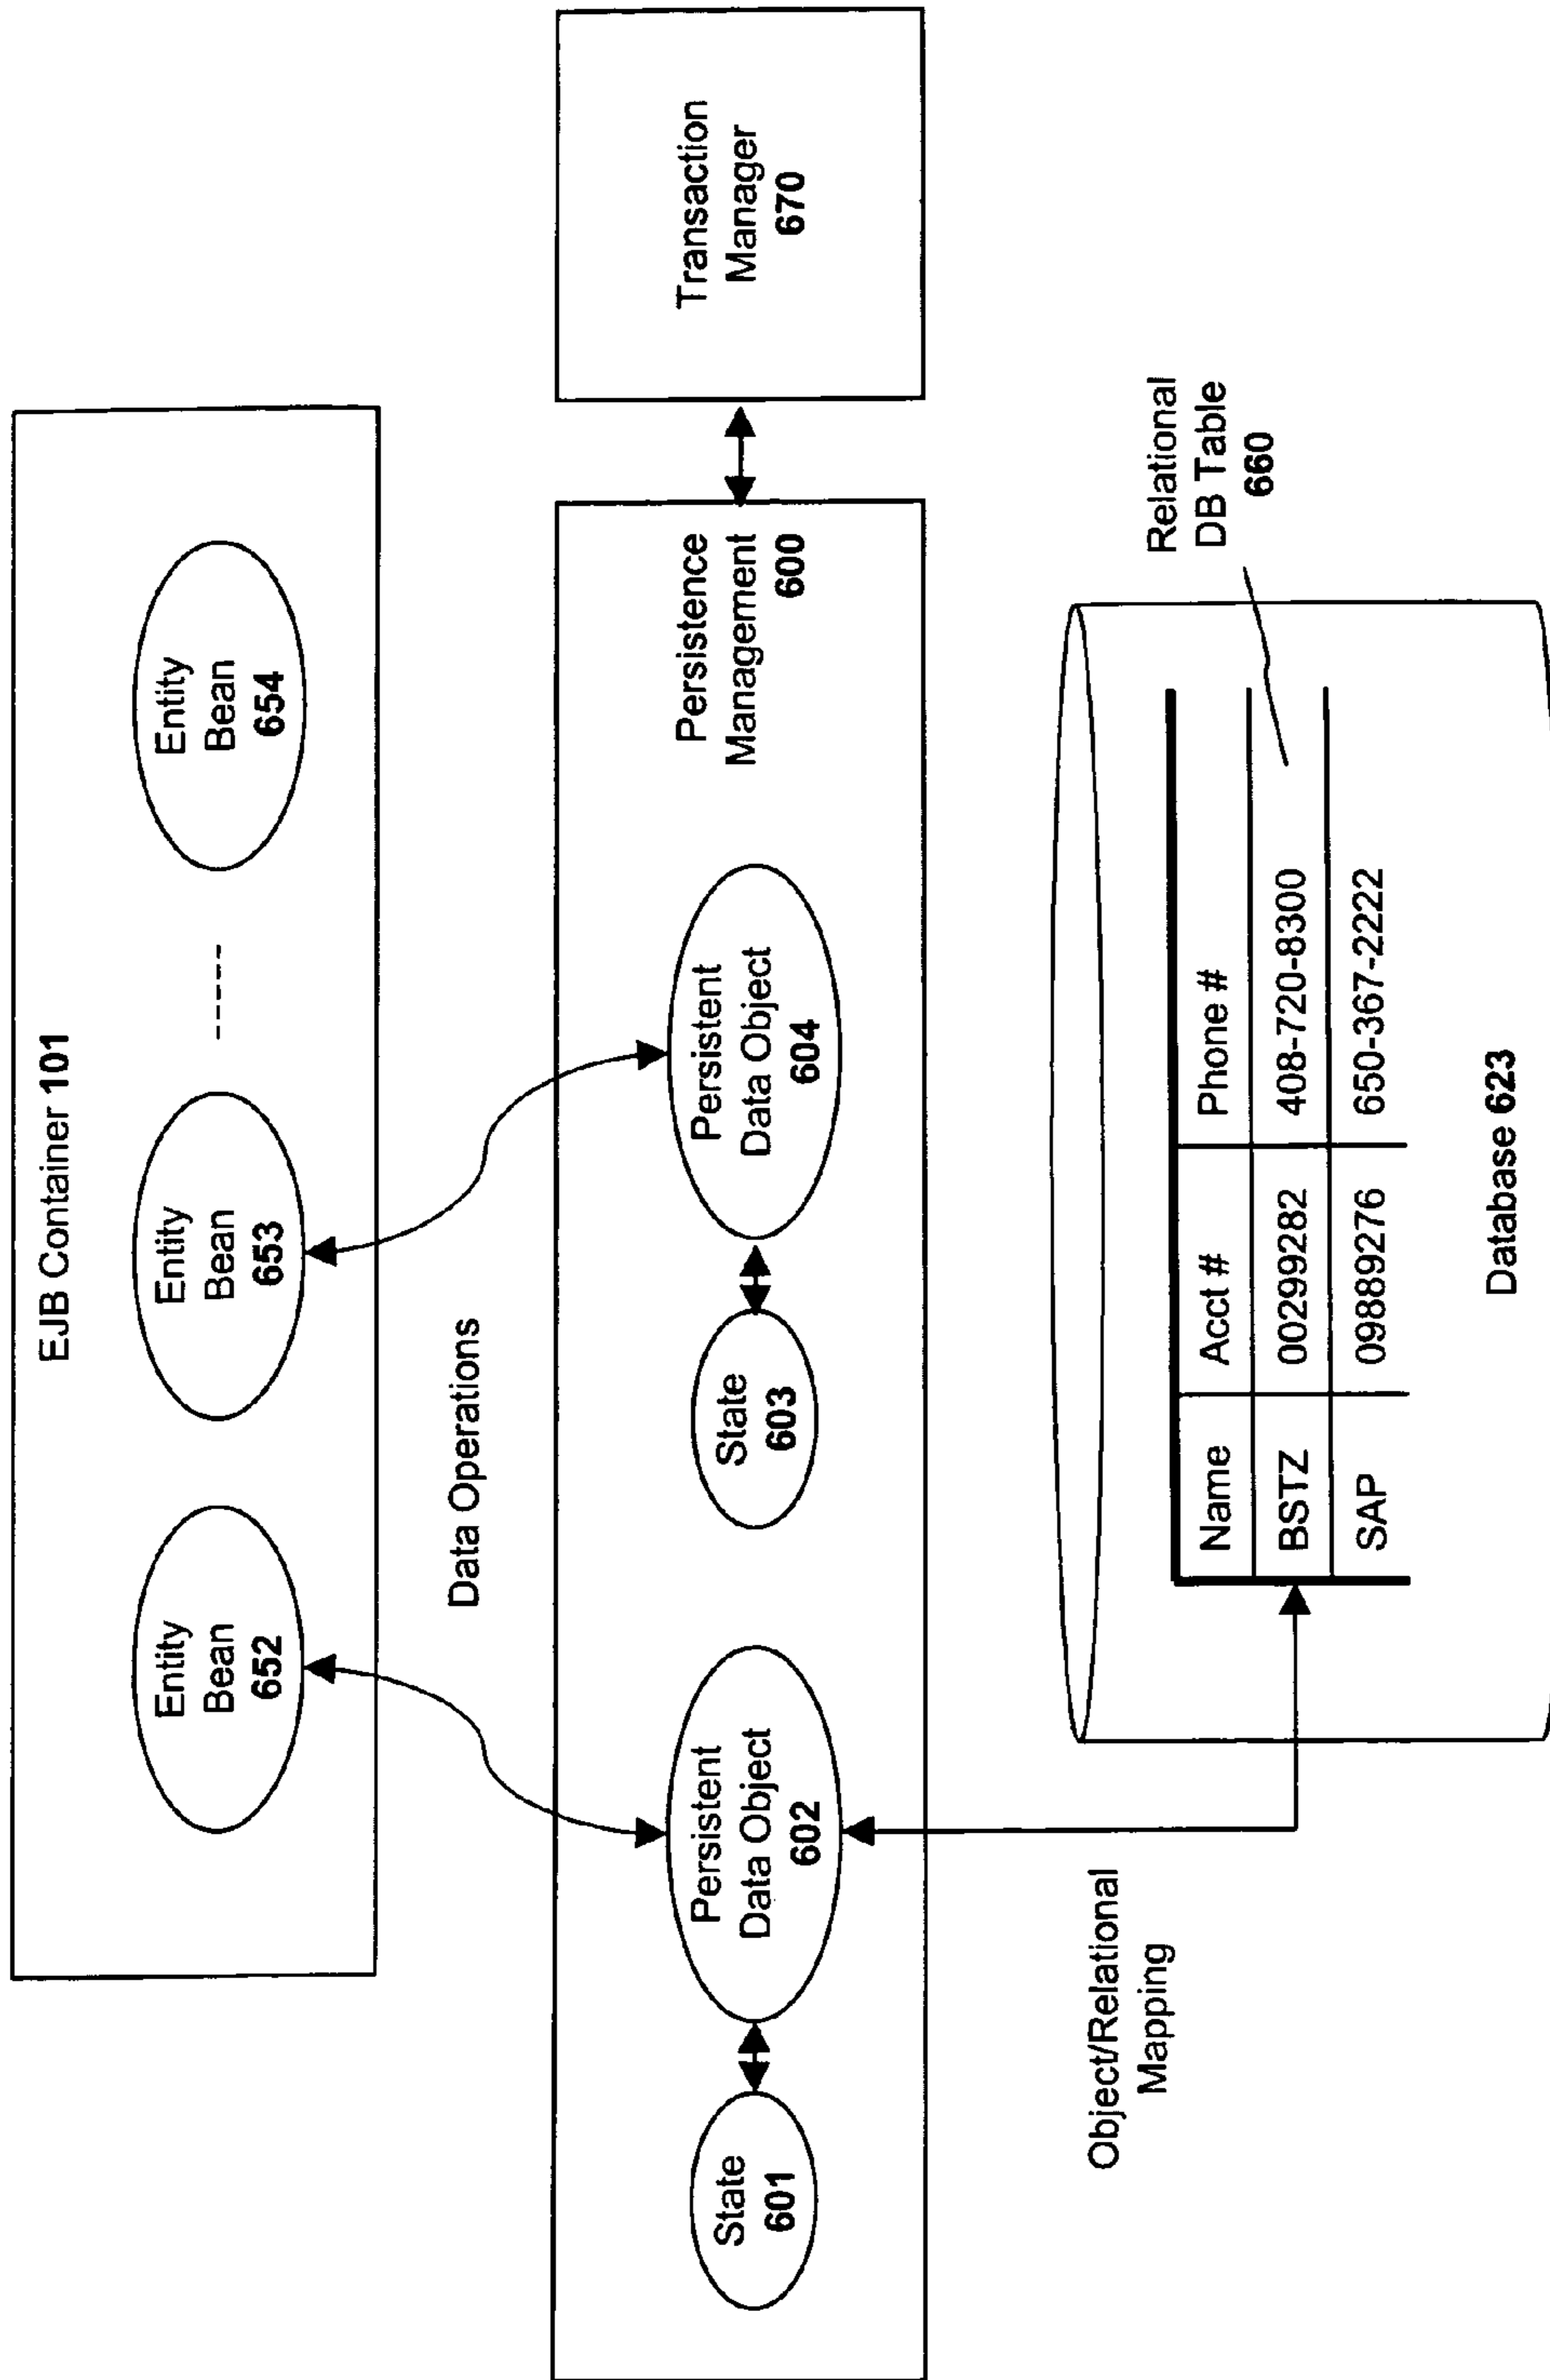 EJB Container 101
Entity
Bean
652
Entity
Bean
653
-----
Entity
Bean
654
Data Operations
State
601
Persistent
Data Object
602
State
603
Persistent
Data Object
604
Persistence
Management
600
Transaction
Manager
670
Object/Relational
Mapping
Relational
DB Table
660
Name Acct # Phone #
BSTZ 00299282 408-720-8300
SAP 09889276 650-367-2222
Database 623